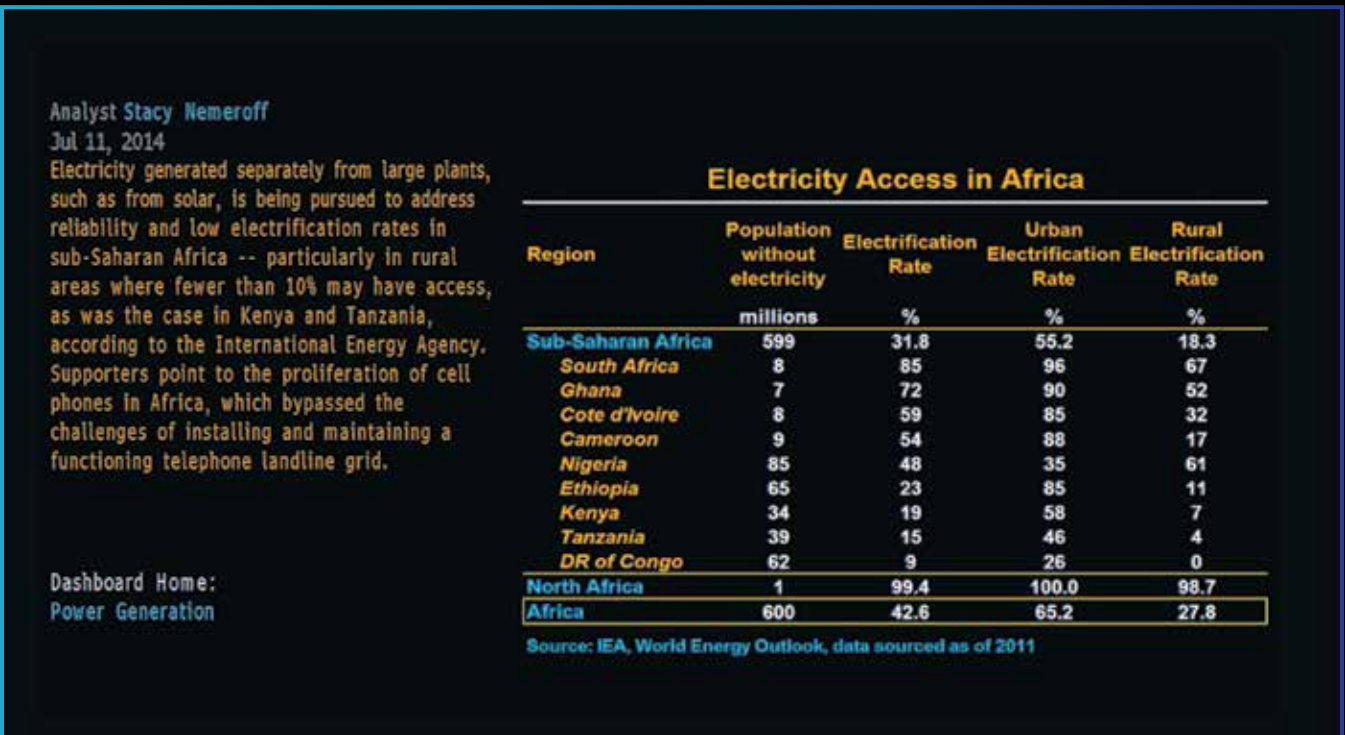 Analyst Stacy Nemeroff
Jul 11, 2014
Electricity generated separately from large plants,
such as from solar, is being pursued to address
reliability and low electrification rates in
sub-Saharan Africa -- particularly in rural
areas where fewer than 10% may have access,
as was the case in Kenya and Tanzania,
according to the International Energy Agency.
Supporters point to the proliferation of cell
phones in Africa, which bypassed the
challenges of installing and maintaining a
functioning telephone landline grid.
Dashboard Home:
Power Generation
Electricity Access in Africa
Region Population without electricity Electrification Rate Urban Electrification Rate Rural Electrification Rate
millions % % %
Sub-Saharan Africa 599 31.8 55.2 18.3
South Africa 8 85 96 67
Ghana 7 72 90 52
Cote d'Ivoire 8 59 85 32
Cameroon 9 54 88 17
Nigeria 85 48 35 61
Ethiopia 65 23 85 11
Kenya 34 19 58 7
Tanzania 39 15 46 4
DR of Congo 62 9 26 0
North Africa 1 99.4 100.0 98.7
Africa 600 42.6 65.2 27.8
Source: IEA, World Energy Outlook, data sourced as of 2011